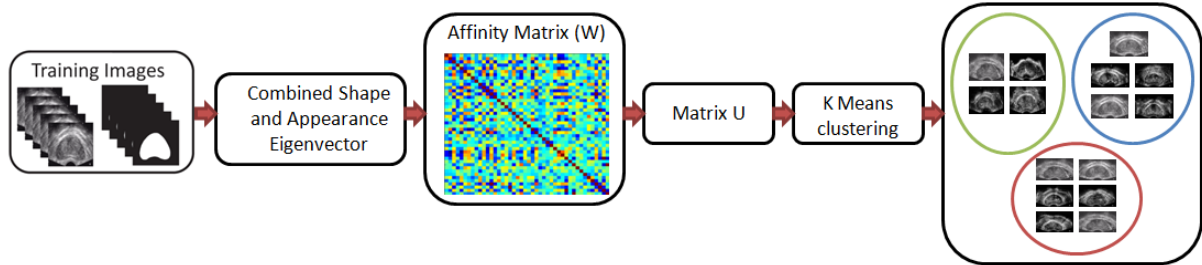 Training Images
Combined Shape
and Appearance
Eigenvector
Affinity Matrix (W)
Matrix U
K Means
clustering